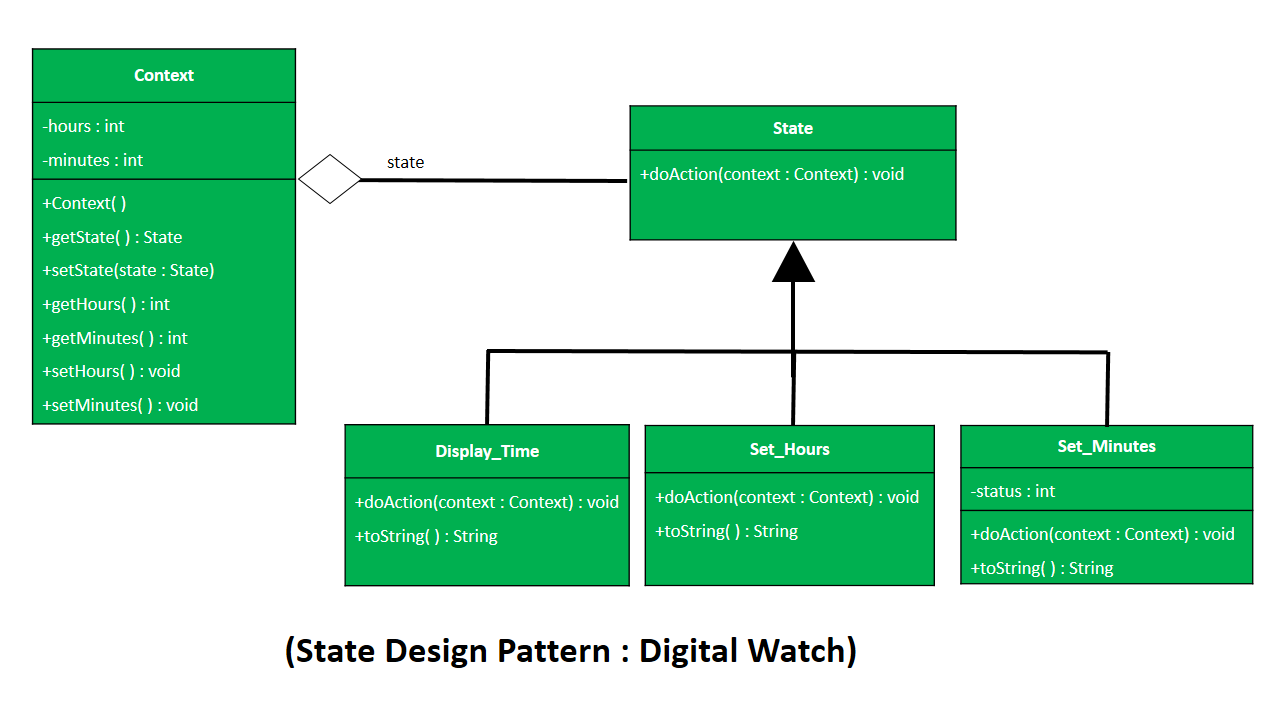 Context
-hours : int
-minutes : int
+Context( )
+getState( ) : State
+setState(state : State)
+getHours( ) : int
+getMinutes( ) : int
+setHours( ) : void
+setMinutes( ) : void
state
State
+doAction(context : Context) : void
Display_Time
+doAction(context : Context) : void
+toString( ) : String
Set_Hours
+doAction(context : Context) : void
+toString( ) : String
Set_Minutes
-status : int
+doAction(context : Context) : void
+toString( ) : String
(State Design Pattern : Digital Watch)